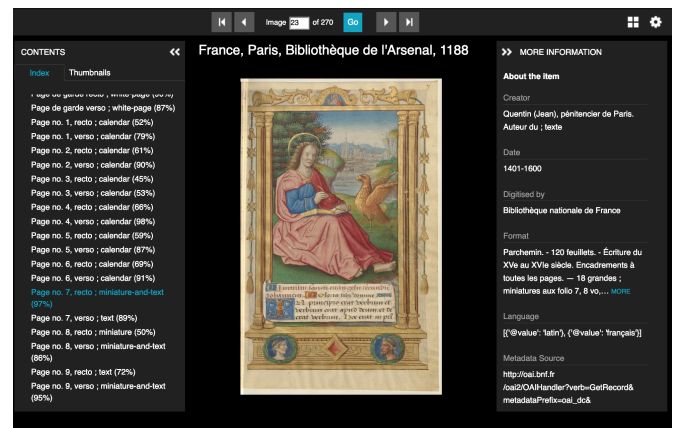 Image 23 of 270 Go
CONTENTS
Index Thumbnails
Page de garde verso ; white-page (87%)
Page no. 1, recto ; calendar (52%)
Page no. 1, verso ; calendar (79%)
Page no. 2, recto ; calendar (61%)
Page no. 2, verso ; calendar (90%)
Page no. 3, recto ; calendar (45%)
Page no. 3, verso ; calendar (53%)
Page no. 4, recto ; calendar (66%)
Page no. 4, verso ; calendar (98%)
Page no. 5, recto ; calendar (59%)
Page no. 5, verso ; calendar (87%)
Page no. 6, recto ; calendar (69%)
Page no. 6, verso ; calendar (91%)
Page no. 7, recto ; miniature-and-text
(97%)
Page no. 7, verso ; text (89%)
Page no. 8, recto ; miniature (50%)
Page no. 8, verso ; miniature-and-text
(86%)
Page no. 9, recto ; text (72%)
Page no. 9, verso ; miniature-and-text
(95%)
France, Paris, Bibliothèque de l'Arsenal, 1188
MORE INFORMATION
About the item
Creator
Quentin (Jean), pénitencier de Paris.
Auteur du ; texte
Date
1401-1600
Digitised by
Bibliothèque nationale de France
Format
Parchemin. - 120 feuillets. - Écriture du
XVe au XVIe siècle. Encadrements à
toutes les pages. — 18 grandes ;
miniatures aux folio 7, 8 vo,... MORE
Language
[{'@value': 'latin'}, {'@value': 'français'}]
Metadata Source
http://oai.bnf.fr
/oai2/OAIHandler?verb=GetRecord&
metadataPrefix=oai_dc&